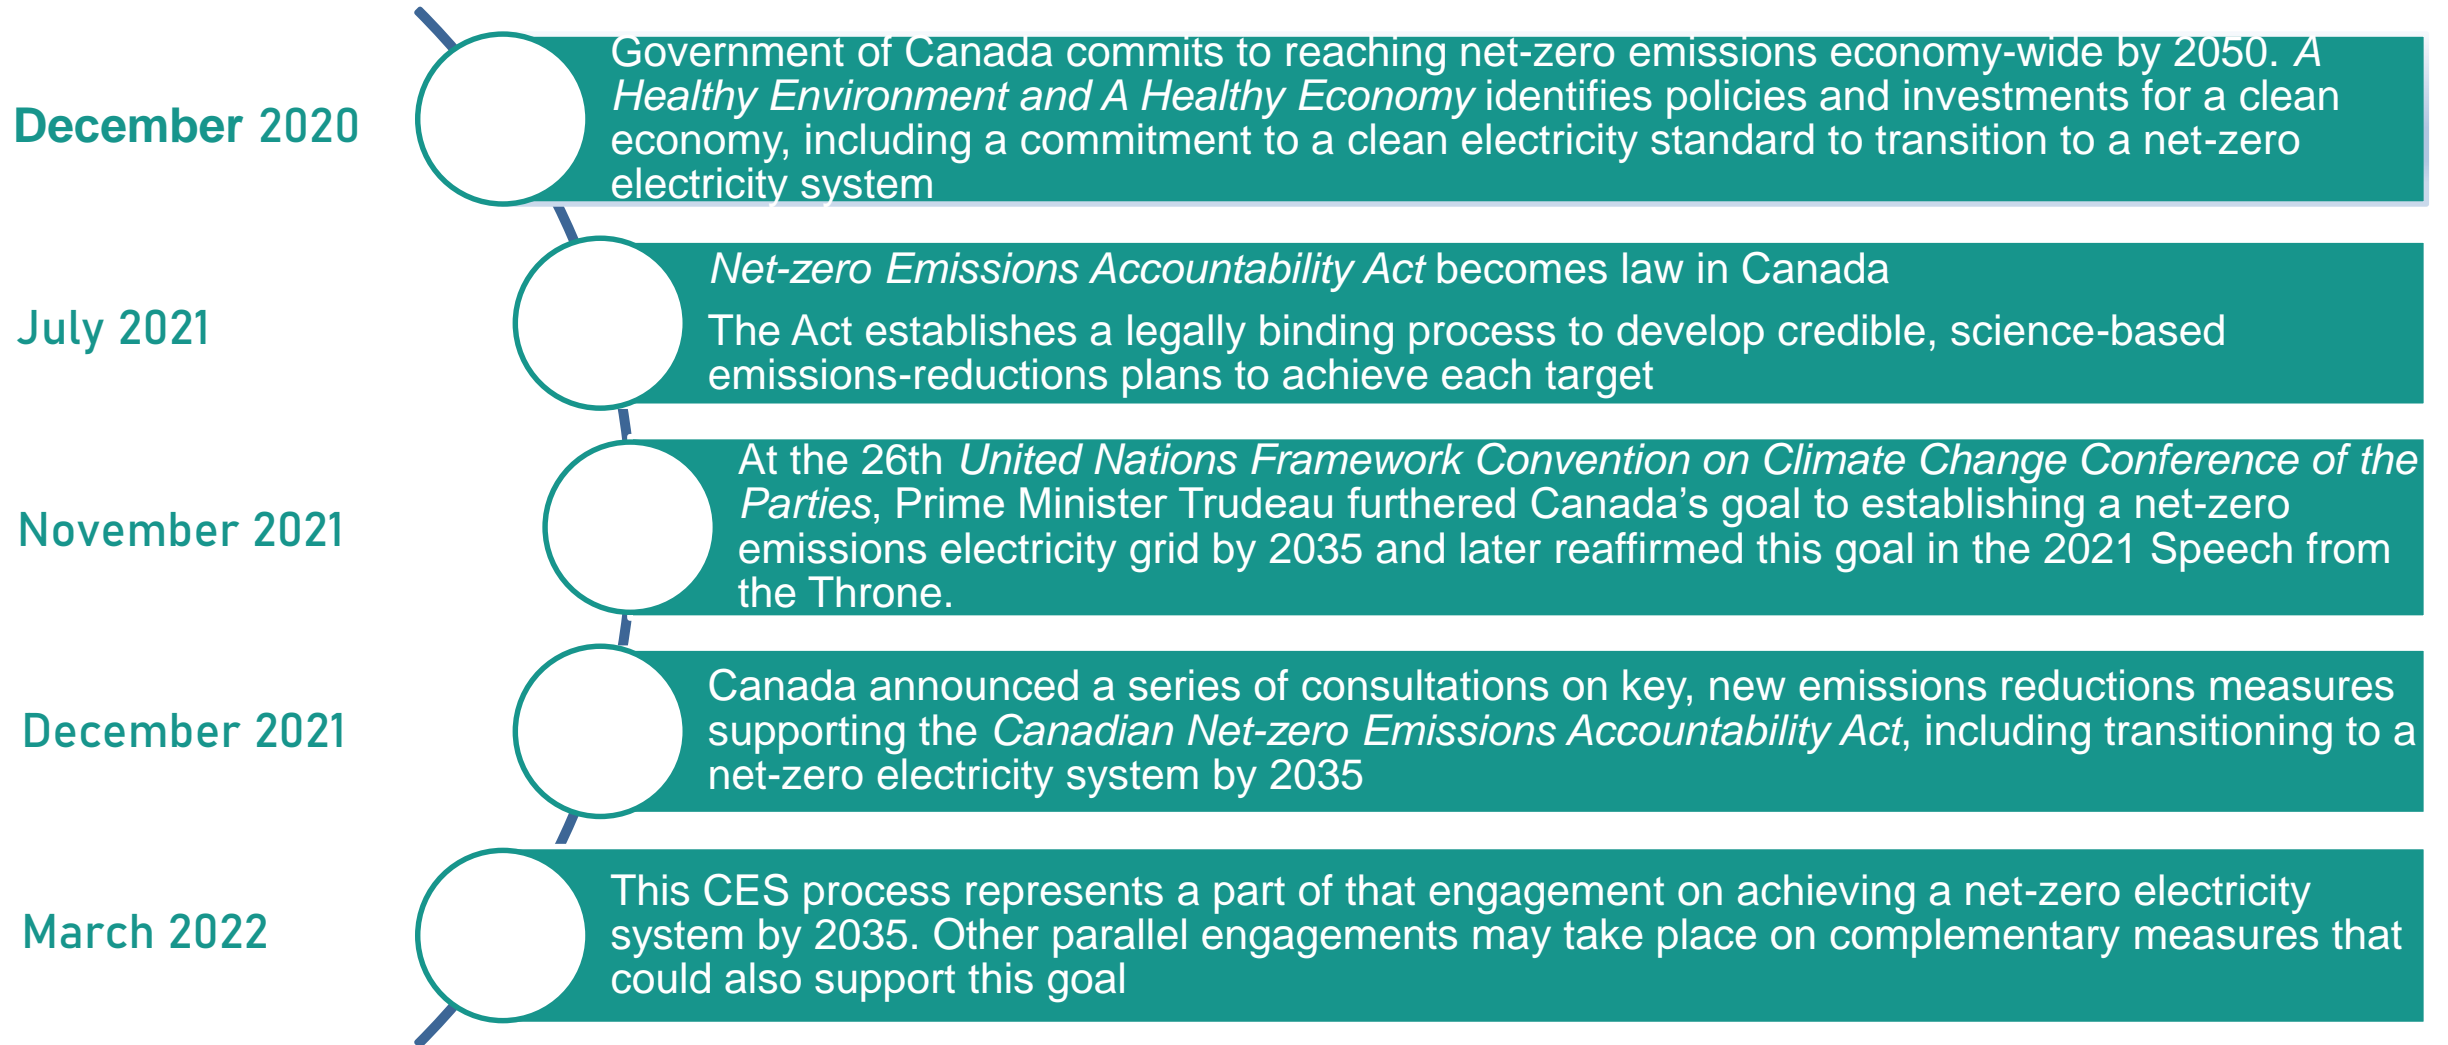 December 2020
Government of Canada commits to reaching net-zero emissions economy-wide by 2050. A
Healthy Environment and A Healthy Economy identifies policies and investments for a clean
economy, including a commitment to a clean electricity standard to transition to a net-zero
electricity system
July 2021
Net-zero Emissions Accountability Act becomes law in Canada
The Act establishes a legally binding process to develop credible, science-based
emissions-reductions plans to achieve each target
November 2021
At the 26th United Nations Framework Convention on Climate Change Conference of the
Parties, Prime Minister Trudeau furthered Canada’s goal to establishing a net-zero
emissions electricity grid by 2035 and later reaffirmed this goal in the 2021 Speech from
the Throne.
December 2021
Canada announced a series of consultations on key, new emissions reductions measures
supporting the Canadian Net-zero Emissions Accountability Act, including transitioning to a
net-zero electricity system by 2035
March 2022
This CES process represents a part of that engagement on achieving a net-zero electricity
system by 2035. Other parallel engagements may take place on complementary measures that
could also support this goal